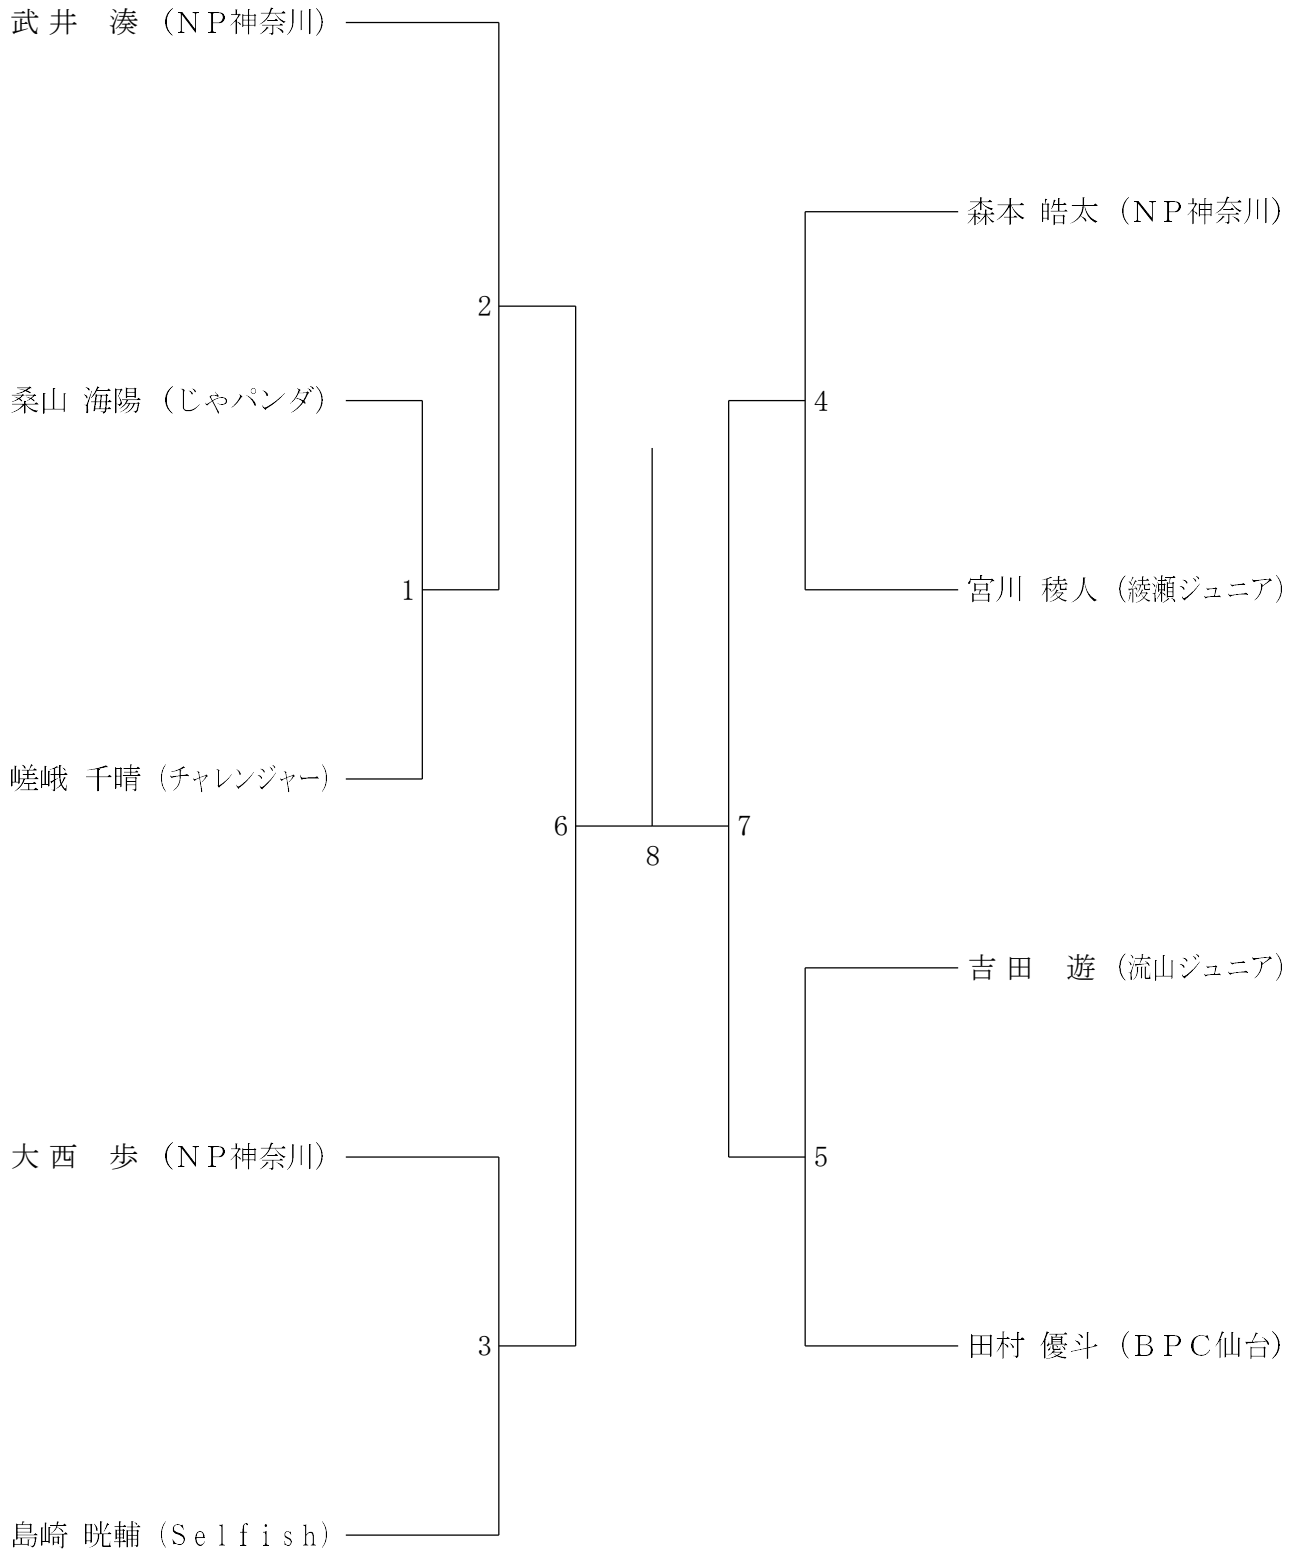 武井　湊（ＮＰ神奈川）
森本 皓太（ＮＰ神奈川）
2
桑山 海陽（じゃパンダ）
4
1
宮川 稜人（綾瀬ジュニア）
嵯峨 千晴（チャレンジャー）
6
7
8
吉田　遊（流山ジュニア）
大西　歩（ＮＰ神奈川）
5
3
田村 優斗（ＢＰＣ仙台）
島崎 晄輔（Ｓｅｌｆｉｓｈ）